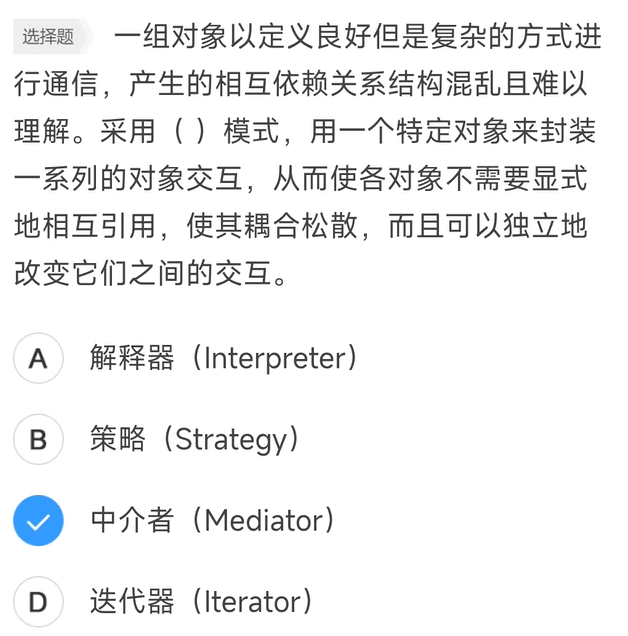 选择题 一组对象以定义良好但是复杂的方式进
行通信，产生的相互依赖关系结构混乱且难以
理解。采用（ ）模式，用一个特定对象来封装
一系列的对象交互，从而使各对象不需要显式
地相互引用，使其耦合松散，而且可以独立地
改变它们之间的交互。
A 解释器（Interpreter）
B 策略（Strategy）
中介者（Mediator）
D 迭代器（Iterator）